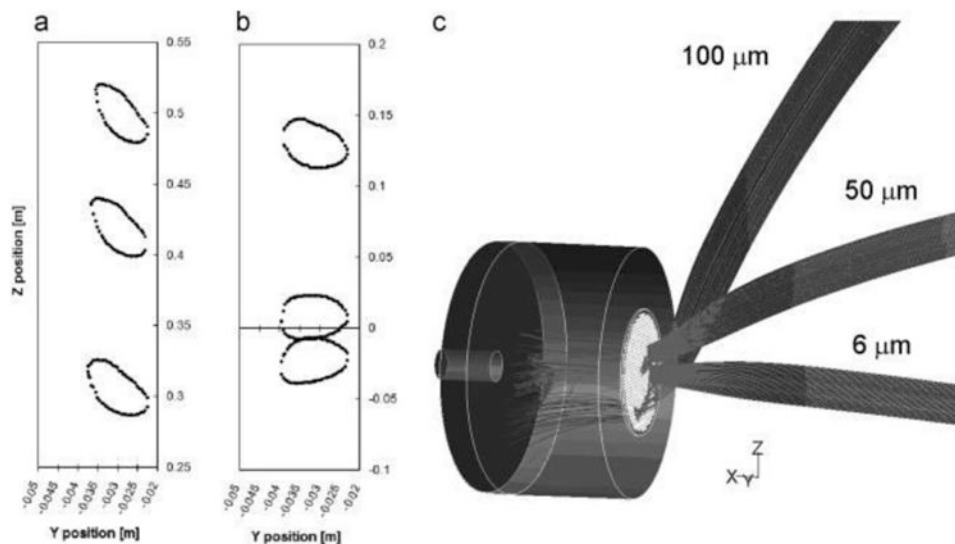 a
b
c
0.55
0.5
0.45
0.4
0.35
0.3
0.25
Z position [m]
-0.05
-0.045
-0.04
-0.035
-0.03
-0.025
-0.02
Y position [m]
0.2
0.15
0.1
0.05
0
-0.05
-0.1
-0.05
-0.045
-0.04
-0.035
-0.03
-0.025
-0.02
Y position [m]
100 µm
50 µm
6 µm
Z
X Y